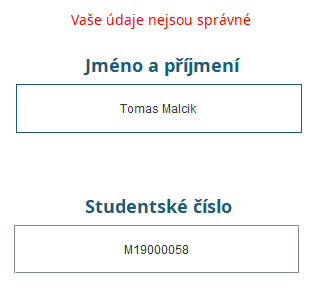 Vaše údaje nejsou správné
Jméno a příjmení
Tomas Malcik
Studentské číslo
M19000058